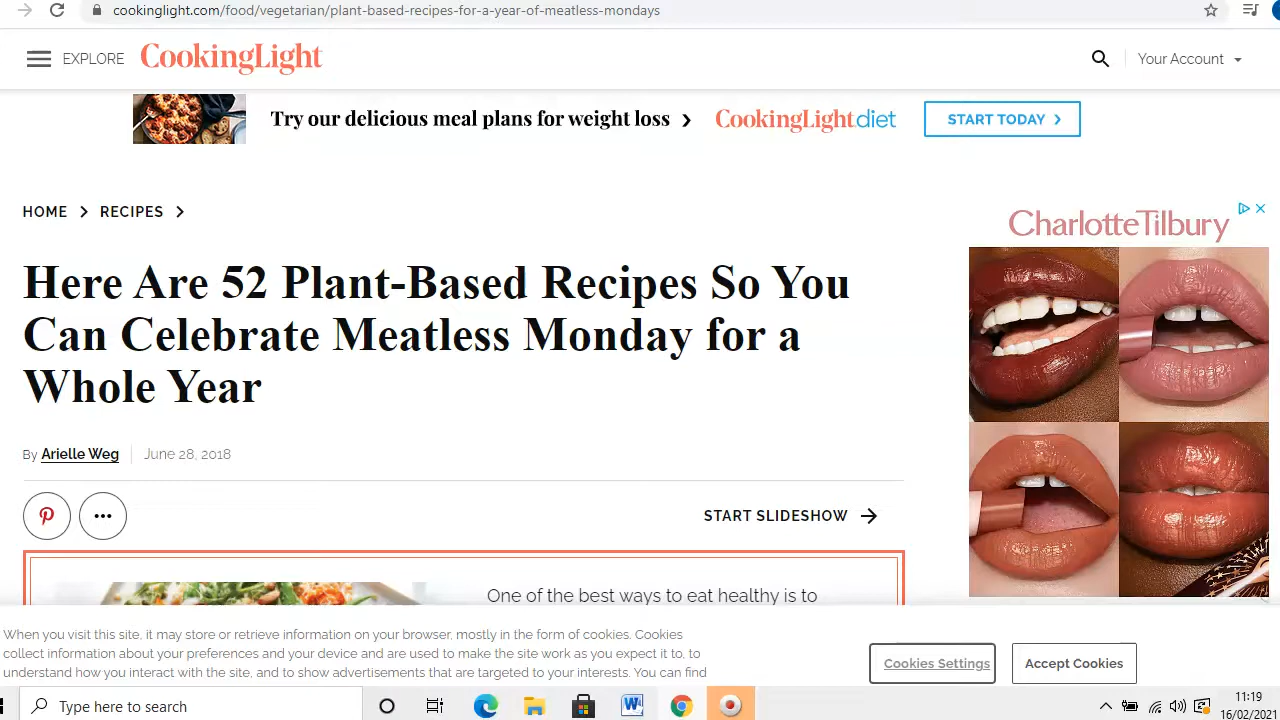 cookinglight.com/food/vegetarian/plant-based-recipes-for-a-year-of-meatless-mondays
EXPLORE CookingLight Your Account
Try our delicious meal plans for weight loss CookingLight diet START TODAY
HOME RECIPES
CharlotteTilbury
Here Are 52 Plant-Based Recipes So You
Can Celebrate Meatless Monday for a
Whole Year
By Arielle Weg June 28, 2018
START SLIDESHOW
One of the best ways to eat healthy is to
When you visit this site, it may store or retrieve information on your browser, mostly in the form of cookies. Cookies
collect information about your preferences and your device and are used to make the site work as you expect it to, to
understand how you interact with the site, and to show advertisements that are targeted to your interests. You can find
Cookies Settings Accept Cookies
Type here to search
11:19
16/02/2021